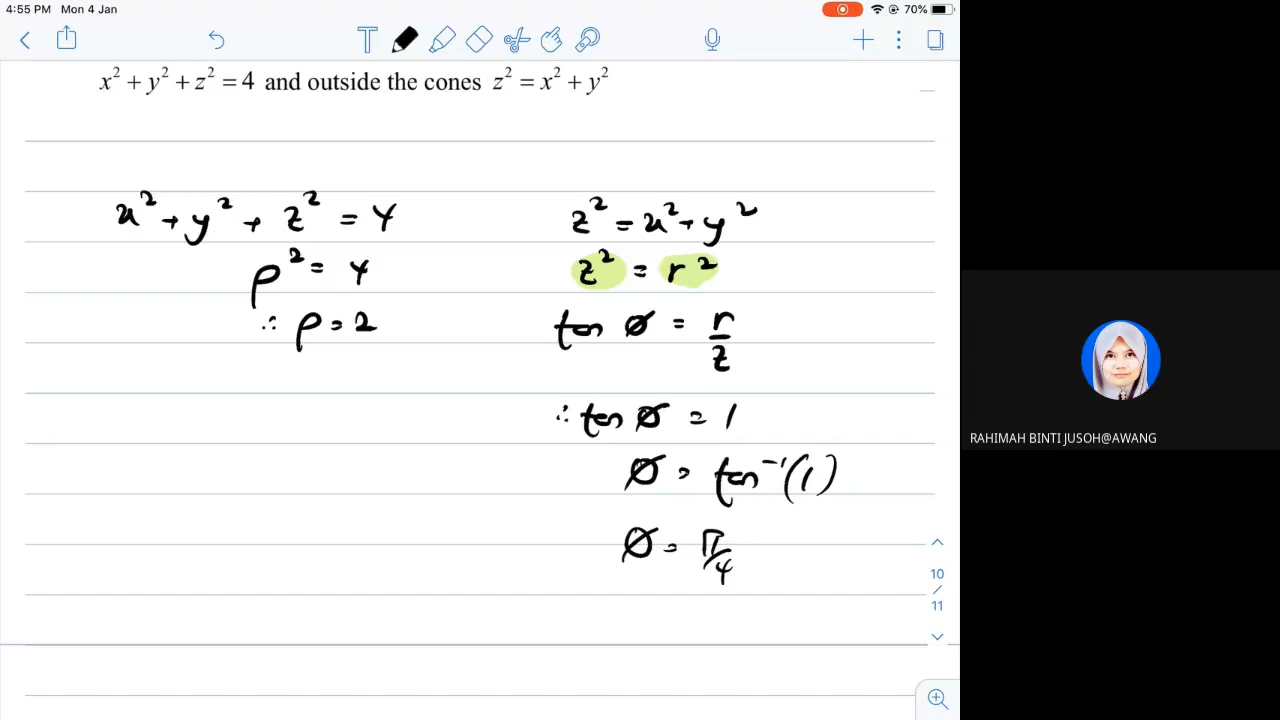 4:55 PM Mon 4 Jan 70%
x² + y² + z² = 4 and outside the cones z² = x² + y²
x² + y² + z² = 4
ρ² = 4
∴ ρ = 2
z² = x² + y²
z² = r²
tan ø = r/z
∴ tan ø = 1
ø = tan⁻¹(1)
ø = π/4
10
/
11
RAHIMAH BINTI JUSOH@AWANG